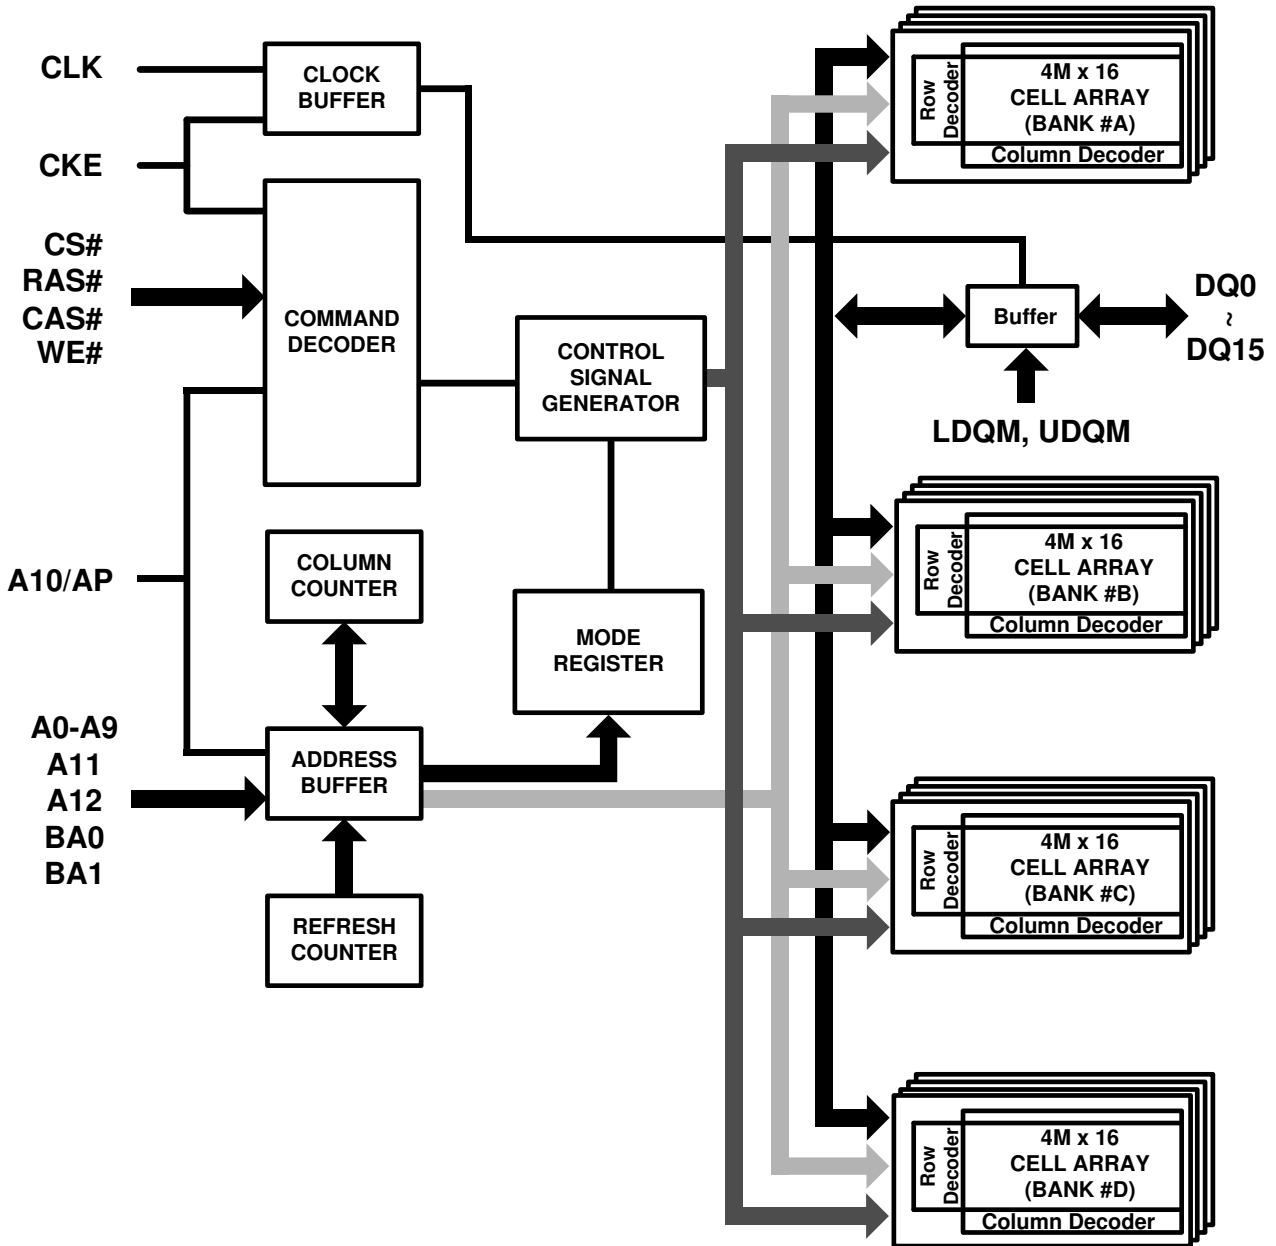 CLK
CKE
CS#
RAS#
CAS#
WE#
A10/AP
A0-A9
A11
A12
BA0
BA1
CLOCK
BUFFER
COMMAND
DECODER
COLUMN
COUNTER
ADDRESS
BUFFER
REFRESH
COUNTER
CONTROL
SIGNAL
GENERATOR
MODE
REGISTER
Row
Decoder
4M x 16
CELL ARRAY
(BANK #A)
Column Decoder
Buffer
DQ0
~
DQ15
LDQM, UDQM
Row
Decoder
4M x 16
CELL ARRAY
(BANK #B)
Column Decoder
Row
Decoder
4M x 16
CELL ARRAY
(BANK #C)
Column Decoder
Row
Decoder
4M x 16
CELL ARRAY
(BANK #D)
Column Decoder